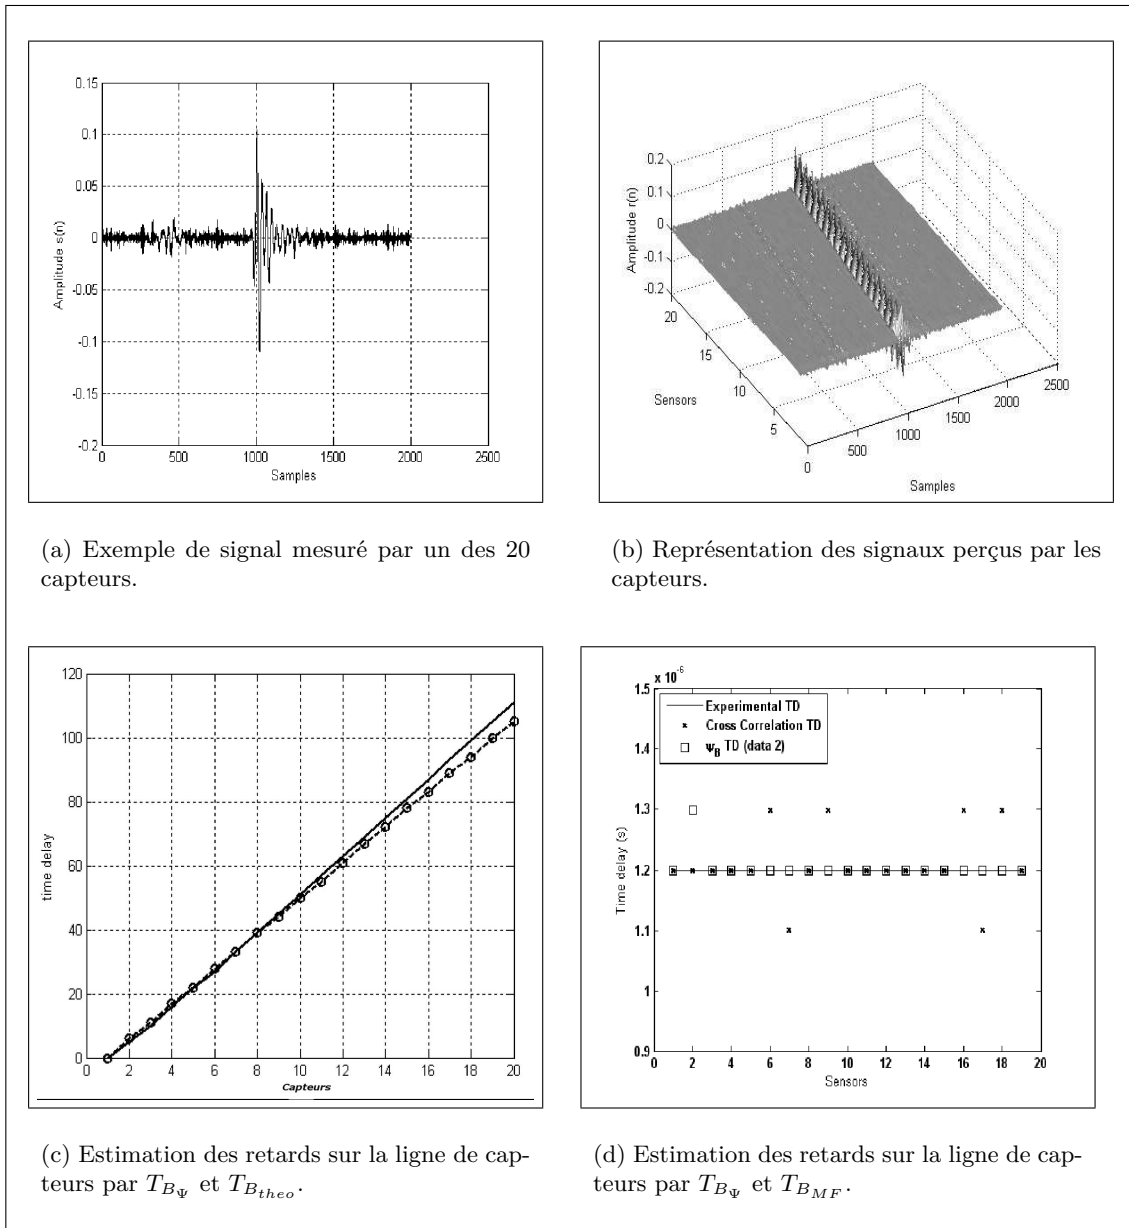 0.15
0.1
0.05
0
-0.05
-0.1
-0.15
-0.2
Amplitude s(n)
0 500 1000 1500 2000 2500
Samples
0.2
0.1
0
-0.1
-0.2
Amplitude r(n)
20
15
10
5
Sensors
0
500
1000
1500
2000
2500
Samples
(a) Exemple de signal mesuré par un des 20
capteurs.
(b) Représentation des signaux perçus par les
capteurs.
120
100
80
60
40
20
0
time delay
0 2 4 6 8 10 12 14 16 18 20
Capteurs
x 10⁻⁶
1.5
1.4
1.3
1.2
1.1
1
0.9
Time delay (s)
Experimental TD
Cross Correlation TD
Ψ_B TD (data 2)
0 2 4 6 8 10 12 14 16 18 20
Sensors
(c) Estimation des retards sur la ligne de cap-
teurs par T_{B_Ψ} et T_{B_{theo}}.
(d) Estimation des retards sur la ligne de cap-
teurs par T_{B_Ψ} et T_{B_{MF}}.